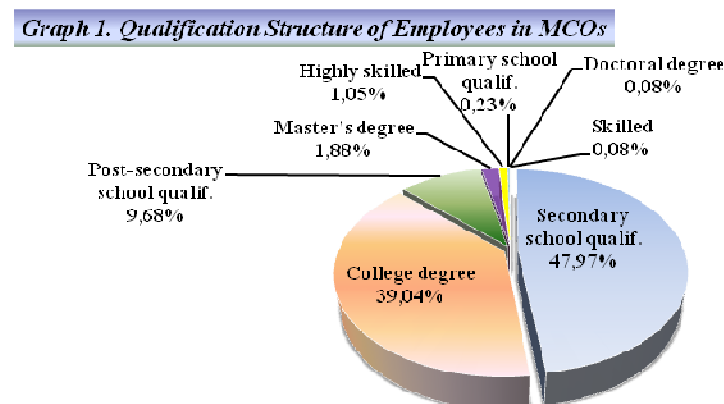 Graph 1. Qualification Structure of Employees in MCOs
Primary school
qualif.
0,23%
Doctoral degree
0,08%
Highly skilled
1,05%
Skilled
0,08%
Master's degree
1,88%
Post-secondary
school qualif.
9,68%
Secondary
school qualif.
47,97%
College degree
39,04%